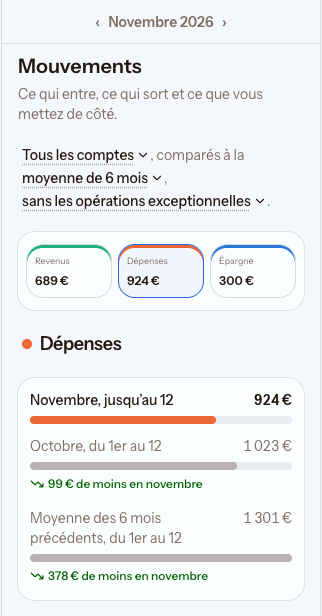 ‹ Novembre 2026 ›
Mouvements
Ce qui entre, ce qui sort et ce que vous
mettez de côté.
Tous les comptes , comparés à la
moyenne de 6 mois ,
sans les opérations exceptionnelles .
Revenus
689 €
Dépenses
924 €
Épargne
300 €
Dépenses
Novembre, jusqu’au 12
924 €
Octobre, du 1er au 12
1 023 €
99 € de moins en novembre
Moyenne des 6 mois
précédents, du 1er au 12
1 301 €
378 € de moins en novembre